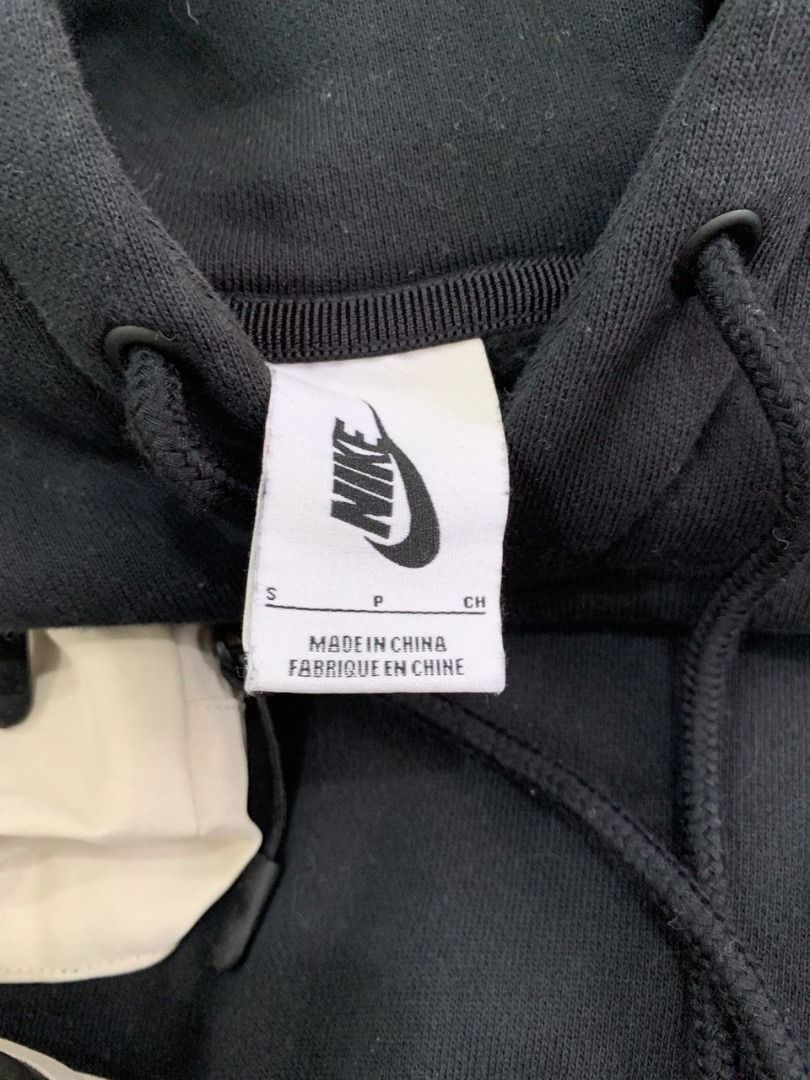 NIKE
S P CH
MADE IN CHINA
FABRIQUE EN CHINE